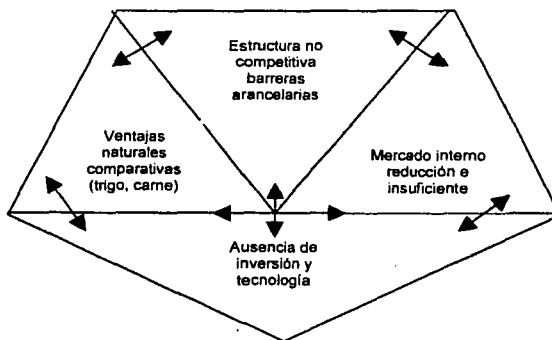 Estructura no
competitiva
barreras
arancelarias
Ventajas
naturales
comparativas
(trigo, carne)
Mercado interno
reducción e
insuficiente
Ausencia de
inversión y
tecnología